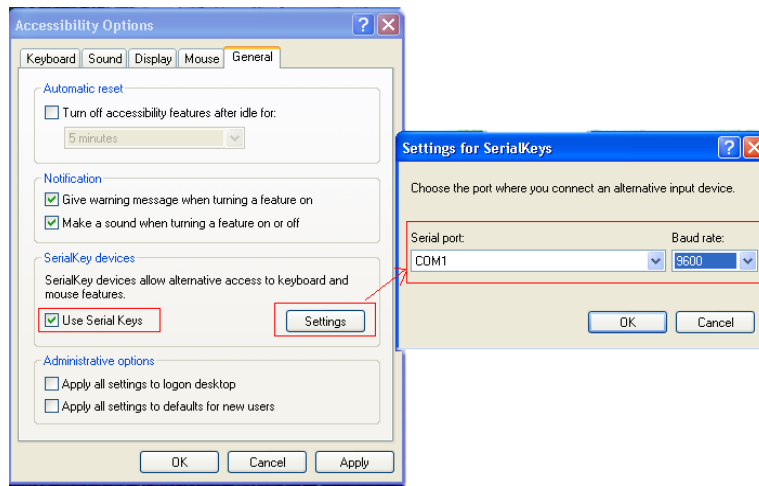 Accessibility Options
Keyboard Sound Display Mouse General
Automatic reset
Turn off accessibility features after idle for:
5 minutes
Notification
Give warning message when turning a feature on
Make a sound when turning a feature on or off
SerialKey devices
SerialKey devices allow alternative access to keyboard and
mouse features.
Use Serial Keys
Settings
Administrative options
Apply all settings to logon desktop
Apply all settings to defaults for new users
OK Cancel Apply
Settings for SerialKeys
Choose the port where you connect an alternative input device.
Serial port: Baud rate:
COM1 9600
OK Cancel